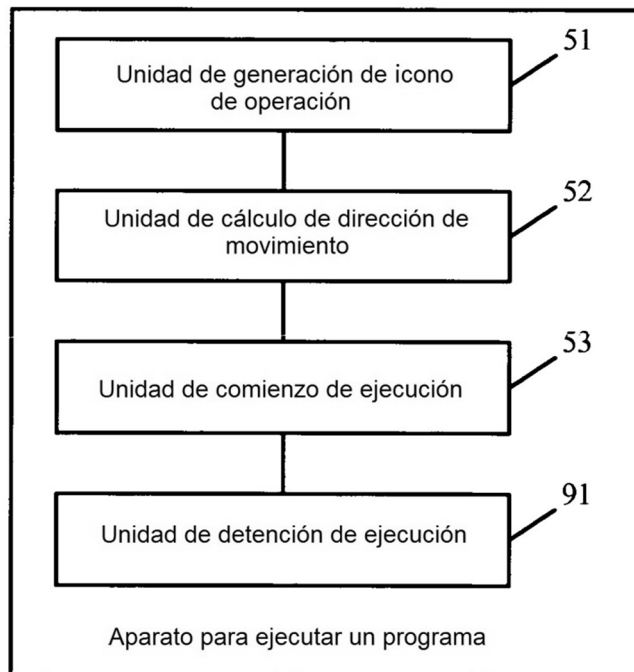 51
Unidad de generación de icono
de operación
52
Unidad de cálculo de dirección de
movimiento
53
Unidad de comienzo de ejecución
91
Unidad de detención de ejecución
Aparato para ejecutar un programa